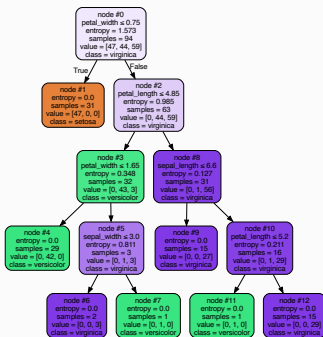 node #0
petal_width ≤ 0.75
entropy = 1.573
samples = 94
value = [47, 44, 59]
class = virginica
True
False
node #1
entropy = 0.0
samples = 31
value = [47, 0, 0]
class = setosa
node #2
petal_length ≤ 4.85
entropy = 0.985
samples = 63
value = [0, 44, 59]
class = virginica
node #3
petal_width ≤ 1.65
entropy = 0.348
samples = 32
value = [0, 43, 3]
class = versicolor
node #8
sepal_length ≤ 6.6
entropy = 0.127
samples = 31
value = [0, 1, 56]
class = virginica
node #4
entropy = 0.0
samples = 29
value = [0, 42, 0]
class = versicolor
node #5
sepal_width ≤ 3.0
entropy = 0.811
samples = 3
value = [0, 1, 3]
class = virginica
node #9
entropy = 0.0
samples = 15
value = [0, 0, 27]
class = virginica
node #10
petal_length ≤ 5.2
entropy = 0.211
samples = 16
value = [0, 1, 29]
class = virginica
node #6
entropy = 0.0
samples = 2
value = [0, 0, 3]
class = virginica
node #7
entropy = 0.0
samples = 1
value = [0, 1, 0]
class = versicolor
node #11
entropy = 0.0
samples = 1
value = [0, 1, 0]
class = versicolor
node #12
entropy = 0.0
samples = 15
value = [0, 0, 29]
class = virginica